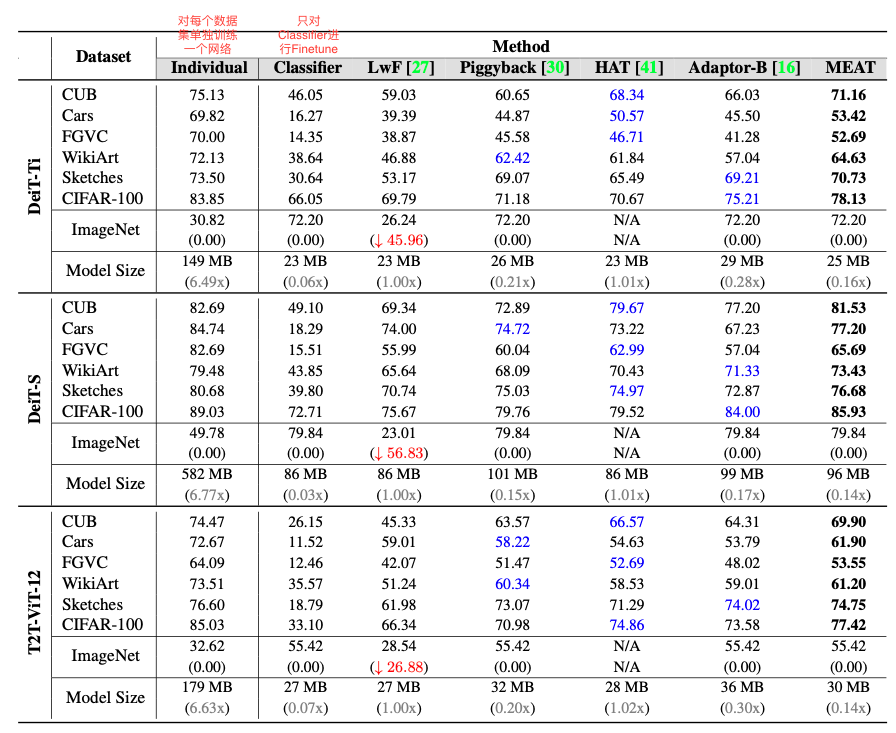 对每个数据 只对
集单独训练 Classifier进
一个网络 行Finetune
Dataset Method
Individual Classifier LwF [27] Piggyback [30] HAT [41] Adaptor-B [16] MEAT
DeiT-Ti
CUB 75.13 46.05 59.03 60.65 68.34 66.03 71.16
Cars 69.82 16.27 39.39 44.87 50.57 45.50 53.42
FGVC 70.00 14.35 38.87 45.58 46.71 41.28 52.69
WikiArt 72.13 38.64 46.88 62.42 61.84 57.04 64.63
Sketches 73.50 30.64 53.17 69.07 65.49 69.21 70.73
CIFAR-100 83.85 66.05 69.79 71.18 70.67 75.21 78.13
ImageNet 30.82 72.20 26.24 72.20 N/A 72.20 72.20
(0.00) (0.00) (↓ 45.96) (0.00) N/A (0.00) (0.00)
Model Size 149 MB 23 MB 23 MB 26 MB 23 MB 29 MB 25 MB
(6.49x) (0.06x) (1.00x) (0.21x) (1.01x) (0.28x) (0.16x)
DeiT-S
CUB 82.69 49.10 69.34 72.89 79.67 77.20 81.53
Cars 84.74 18.29 74.00 74.72 73.22 67.23 77.20
FGVC 82.69 15.51 55.99 60.04 62.99 57.04 65.69
WikiArt 79.48 43.85 65.64 68.09 70.43 71.33 73.43
Sketches 80.68 39.80 70.74 75.03 74.97 72.87 76.68
CIFAR-100 89.03 72.71 75.67 79.76 79.52 84.00 85.93
ImageNet 49.78 79.84 23.01 79.84 N/A 79.84 79.84
(0.00) (0.00) (↓ 56.83) (0.00) N/A (0.00) (0.00)
Model Size 582 MB 86 MB 86 MB 101 MB 86 MB 99 MB 96 MB
(6.77x) (0.03x) (1.00x) (0.15x) (1.01x) (0.17x) (0.14x)
T2T-ViT-12
CUB 74.47 26.15 45.33 63.57 66.57 64.31 69.90
Cars 72.67 11.52 59.01 58.22 54.63 53.79 61.90
FGVC 64.09 12.46 42.07 51.47 52.69 48.02 53.55
WikiArt 73.51 35.57 51.24 60.34 58.53 59.01 61.20
Sketches 76.60 18.79 61.98 73.07 71.29 74.02 74.75
CIFAR-100 85.03 33.10 66.34 70.98 74.86 73.58 77.42
ImageNet 32.62 55.42 28.54 55.42 N/A 55.42 55.42
(0.00) (0.00) (↓ 26.88) (0.00) N/A (0.00) (0.00)
Model Size 179 MB 27 MB 27 MB 32 MB 28 MB 36 MB 30 MB
(6.63x) (0.07x) (1.00x) (0.20x) (1.02x) (0.30x) (0.14x)